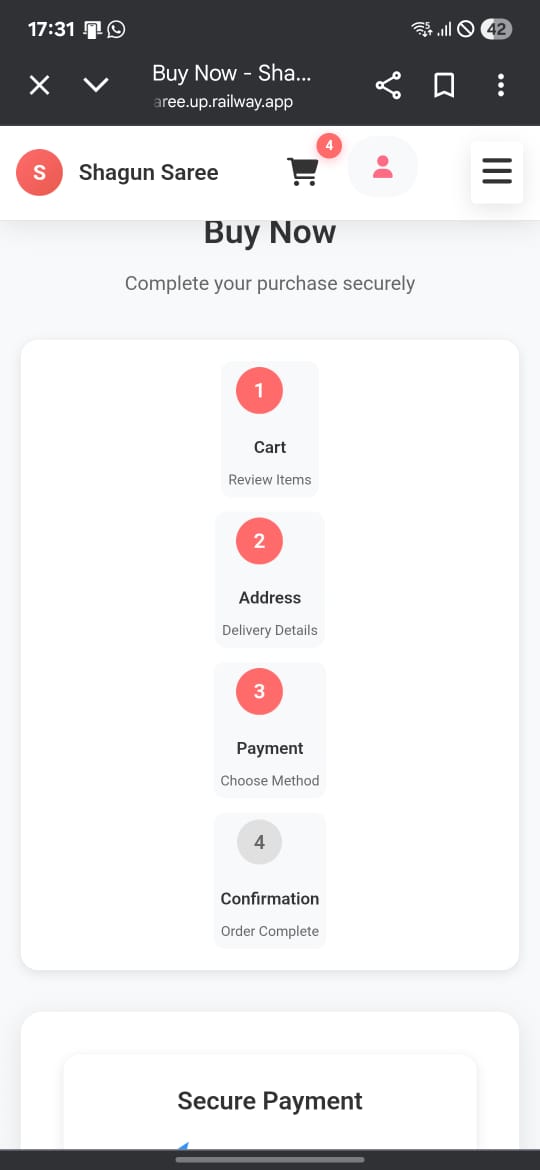 17:31
42
Buy Now - Sha...
aree.up.railway.app
S
Shagun Saree
4
Buy Now
Complete your purchase securely
1
Cart
Review Items
2
Address
Delivery Details
3
Payment
Choose Method
4
Confirmation
Order Complete
Secure Payment